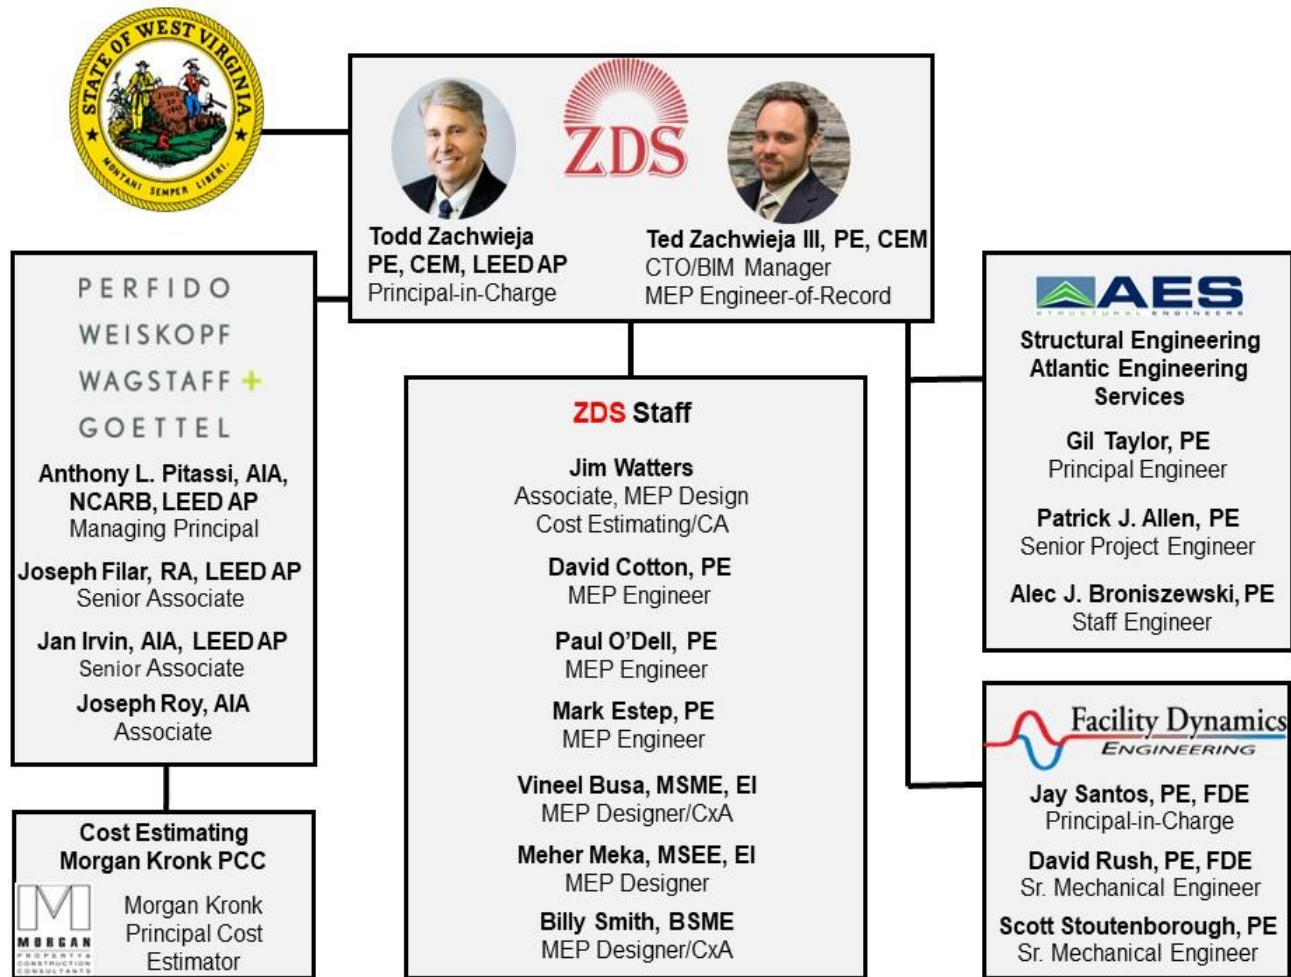 STATE OF WEST VIRGINIA.
JUNE
20
1863
MONTANI SEMPER LIBERI.
ZDS
Todd Zachwieja
PE, CEM, LEED AP
Principal-in-Charge
Ted Zachwieja III, PE, CEM
CTO/BIM Manager
MEP Engineer-of-Record
PERFIDO
WEISKOPF
WAGSTAFF +
GOETTEL
Anthony L. Pitassi, AIA,
NCARB, LEED AP
Managing Principal
Joseph Filar, RA, LEED AP
Senior Associate
Jan Irvin, AIA, LEED AP
Senior Associate
Joseph Roy, AIA
Associate
Cost Estimating
Morgan Kronk PCC
M
MORGAN
PROPERTY &
CONSTRUCTION
CONSULTANTS
Morgan Kronk
Principal Cost
Estimator
ZDS Staff
Jim Watters
Associate, MEP Design
Cost Estimating/CA
David Cotton, PE
MEP Engineer
Paul O’Dell, PE
MEP Engineer
Mark Estep, PE
MEP Engineer
Vineel Busa, MSME, EI
MEP Designer/CxA
Meher Meka, MSEE, EI
MEP Designer
Billy Smith, BSME
MEP Designer/CxA
AES
STRUCTURAL ENGINEERS
Structural Engineering
Atlantic Engineering
Services
Gil Taylor, PE
Principal Engineer
Patrick J. Allen, PE
Senior Project Engineer
Alec J. Broniszewski, PE
Staff Engineer
Facility Dynamics
ENGINEERING
Jay Santos, PE, FDE
Principal-in-Charge
David Rush, PE, FDE
Sr. Mechanical Engineer
Scott Stoutenborough, PE
Sr. Mechanical Engineer